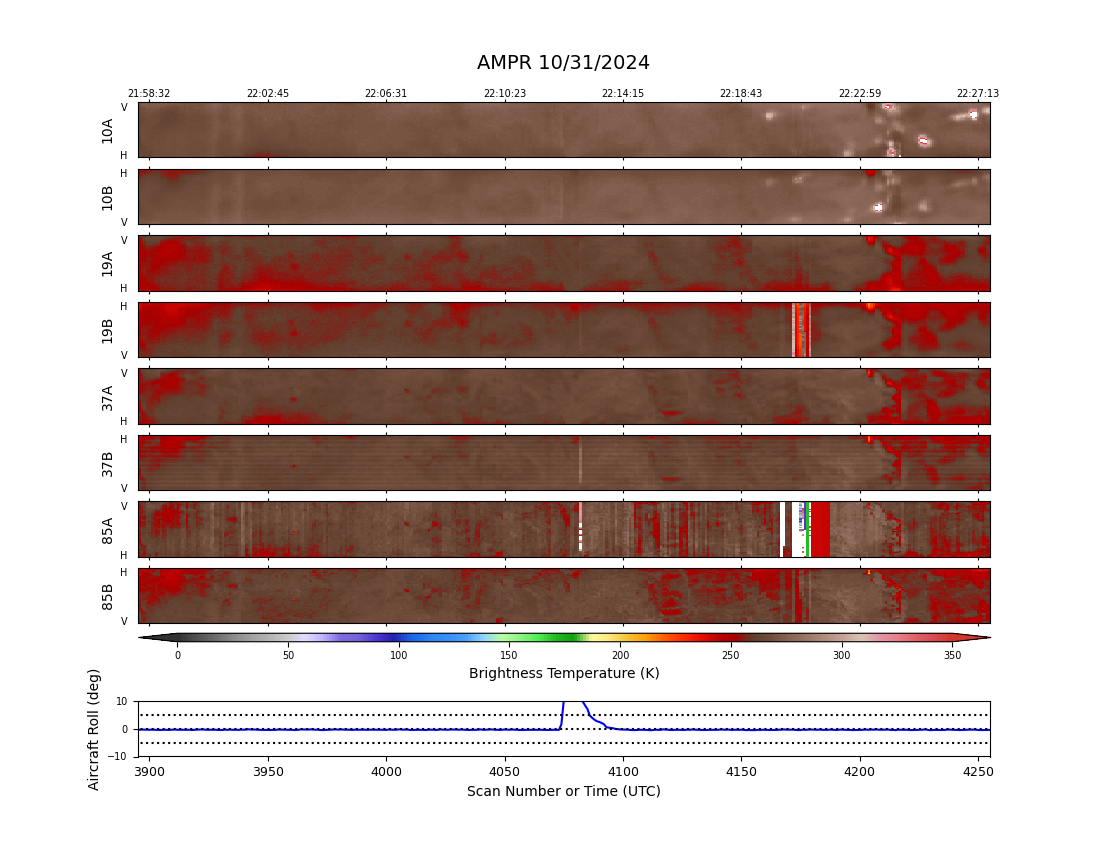 AMPR 10/31/2024
21:58:32 22:02:45 22:06:31 22:10:23 22:14:15 22:18:43 22:22:59 22:27:13
V
10A
H
H
10B
V
V
19A
H
H
19B
V
V
37A
H
H
37B
V
V
85A
H
H
85B
V
0 50 100 150 200 250 300 350
Brightness Temperature (K)
Aircraft Roll (deg)
10
0
−10
3900 3950 4000 4050 4100 4150 4200 4250
Scan Number or Time (UTC)